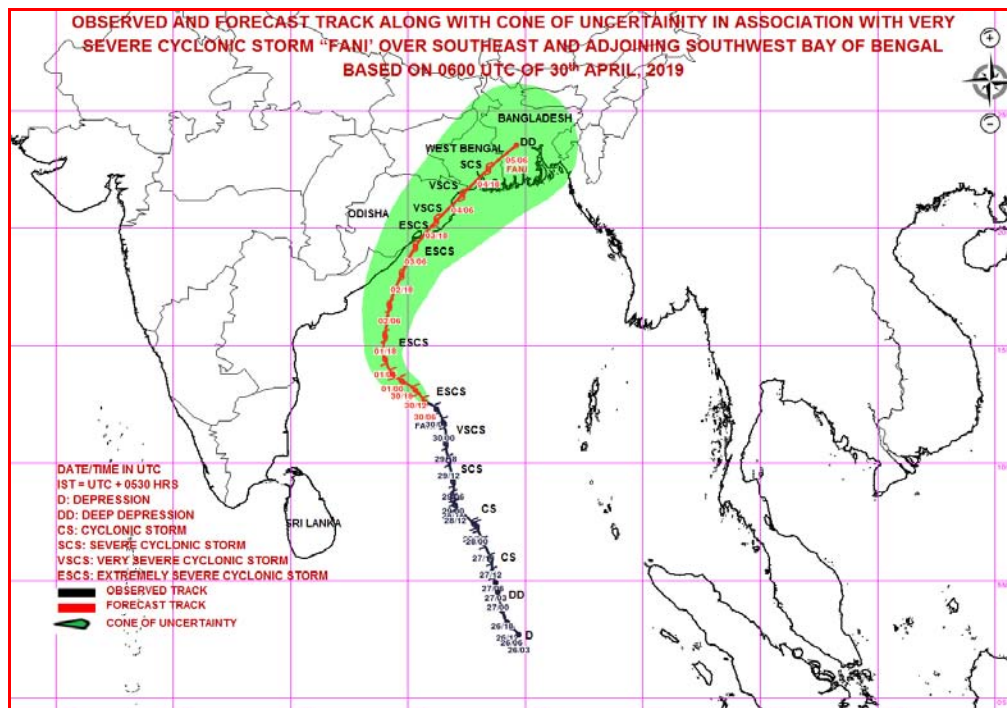 OBSERVED AND FORECAST TRACK ALONG WITH CONE OF UNCERTAINITY IN ASSOCIATION WITH VERY
SEVERE CYCLONIC STORM “FANI’ OVER SOUTHEAST AND ADJOINING SOUTHWEST BAY OF BENGAL
BASED ON 0600 UTC OF 30th APRIL, 2019
BANGLADESH
DD
WEST BENGAL
SCS
05/06
FANI
04/18
VSCS
04/06
ODISHA
VSCS
ESCS
03/18
ESCS
03/06
02/18
02/06
ESCS
01/18
01/00
30/18
ESCS
30/12
30/06
VSCS
30/00
29/18
SCS
29/12
29/06
29/00
28/12
CS
28/00
CS
27/12
27/06
27/03
DD
27/00
26/18
D
26/06
26/03
DATE/TIME IN UTC
IST = UTC + 0530 HRS
D: DEPRESSION
DD: DEEP DEPRESSION
CS: CYCLONIC STORM
SCS: SEVERE CYCLONIC STORM
VSCS: VERY SEVERE CYCLONIC STORM
ESCS: EXTREMELY SEVERE CYCLONIC STORM
OBSERVED TRACK
FORECAST TRACK
CONE OF UNCERTAINTY
SRI LANKA